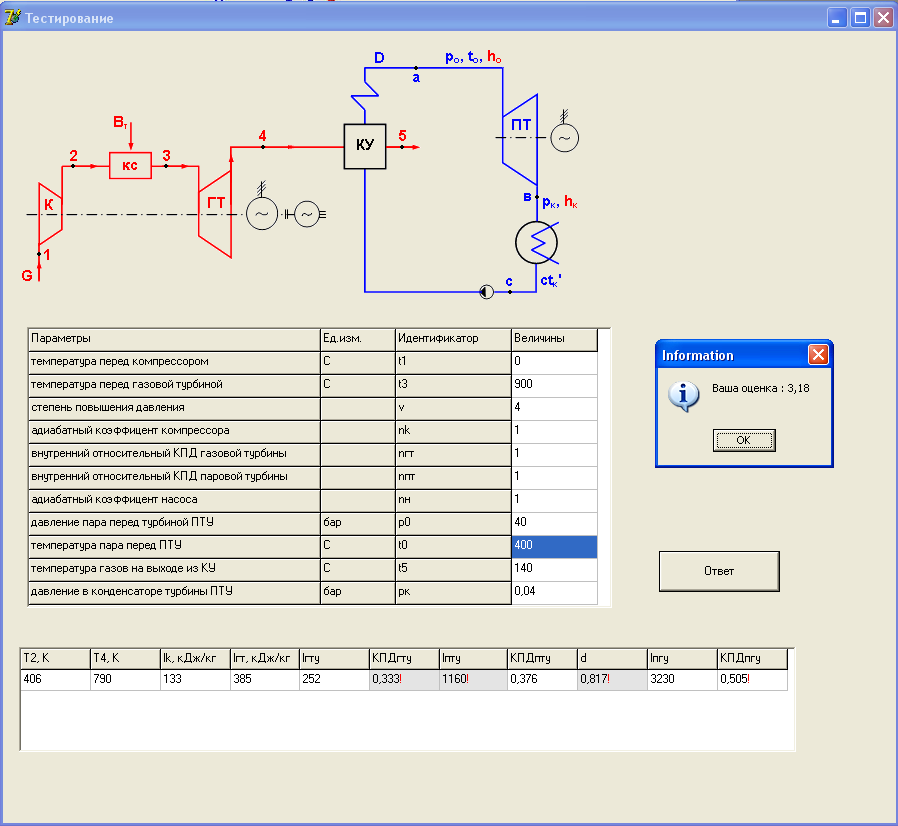 Тестирование
D
p₀, t₀, h₀
a
Bт
ПТ
2
кс
3
4
КУ
5
К
ГТ
в
pк, hк
1
G
c
ctк'
Параметры Ед.изм. Идентификатор Величины
температура перед компрессором C t1 0
температура перед газовой турбиной C t3 900
степень повышения давления v 4
адиабатный коэффицент компрессора nk 1
внутренний относительный КПД газовой турбины nгт 1
внутренний относительный КПД паровой турбины nпт 1
адиабатный коэффицент насоса nн 1
давление пара перед турбиной ПТУ бар p0 40
температура пара перед ПТУ C t0 400
температура газов на выходе из КУ C t5 140
давление в конденсаторе турбины ПТУ бар pк 0,04
Information
Ваша оценка : 3,18
OK
Ответ
T2, K T4, K lk, кДж/кг lгт, кДж/кг lгту КПДгту lпту КПДпту d lпгу КПДпгу
406 790 133 385 252 0,333! 1160! 0,376 0,817! 3230 0,505!